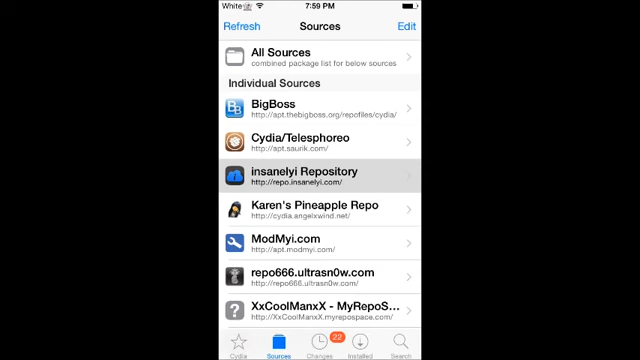 White
7:59 PM
Refresh
Sources
Edit
All Sources
combined package list for below sources
Individual Sources
BigBoss
http://apt.thebigboss.org/repofiles/cydia/
Cydia/Telesphoreo
http://apt.saurik.com/
insanelyi Repository
http://repo.insanelyi.com/
Karen's Pineapple Repo
http://cydia.angelxwind.net/
ModMyi.com
http://apt.modmyi.com/
repo666.ultrasn0w.com
http://repo666.ultrasn0w.com/
XxCoolManxX - MyRepoS...
http://XxCoolManxX.myrepospace.com/
22
Cydia
Sources
Changes
Installed
Search